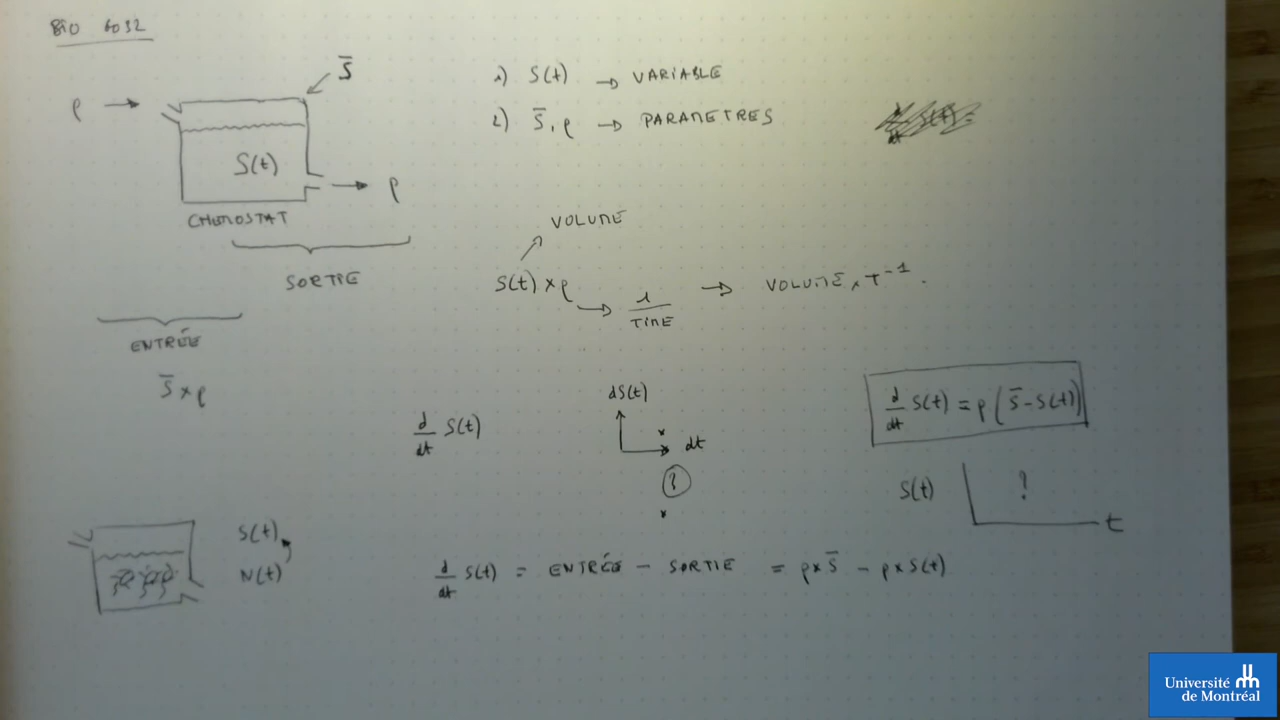 BIO 6032
S̄
ρ →
S(t)
→ ρ
CHEMOSTAT
SORTIE
ENTRÉE
S̄ × ρ
1) S(t) → VARIABLE
2) S̄, ρ → PARAMETRES
VOLUME
S(t) × ρ → 1/TIME → VOLUME × T⁻¹.
d/dt S(t)
dS(t)
dt
?
d/dt S(t) = ρ (S̄ - S(t))
S(t)
?
t
S(t)
N(t)
d/dt S(t) = ENTRÉE - SORTIE = ρ × S̄ - ρ × S(t)
Université
de Montréal